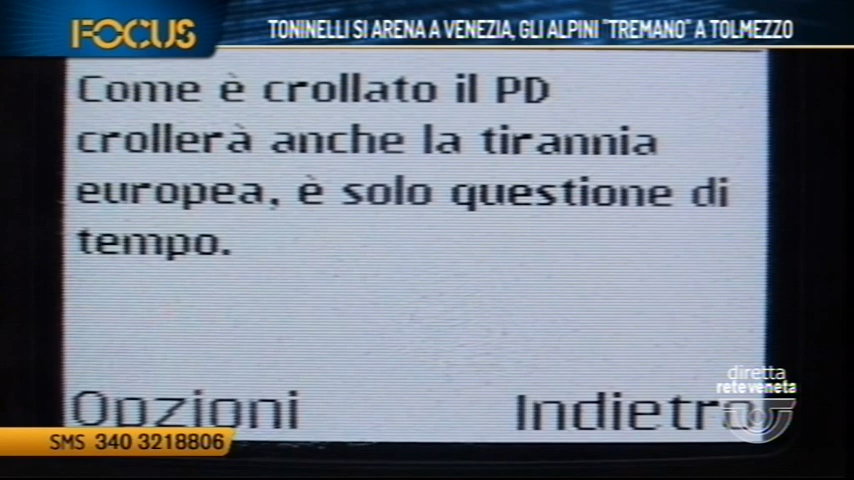 FOCUS
TONINELLI SI ARENA A VENEZIA, GLI ALPINI "TREMANO" A TOLMEZZO
Come è crollato il PD
crollerà anche la tirannia
europea, è solo questione di
tempo.
Opzioni Indietro
diretta
reteveneta
SMS 340 3218806